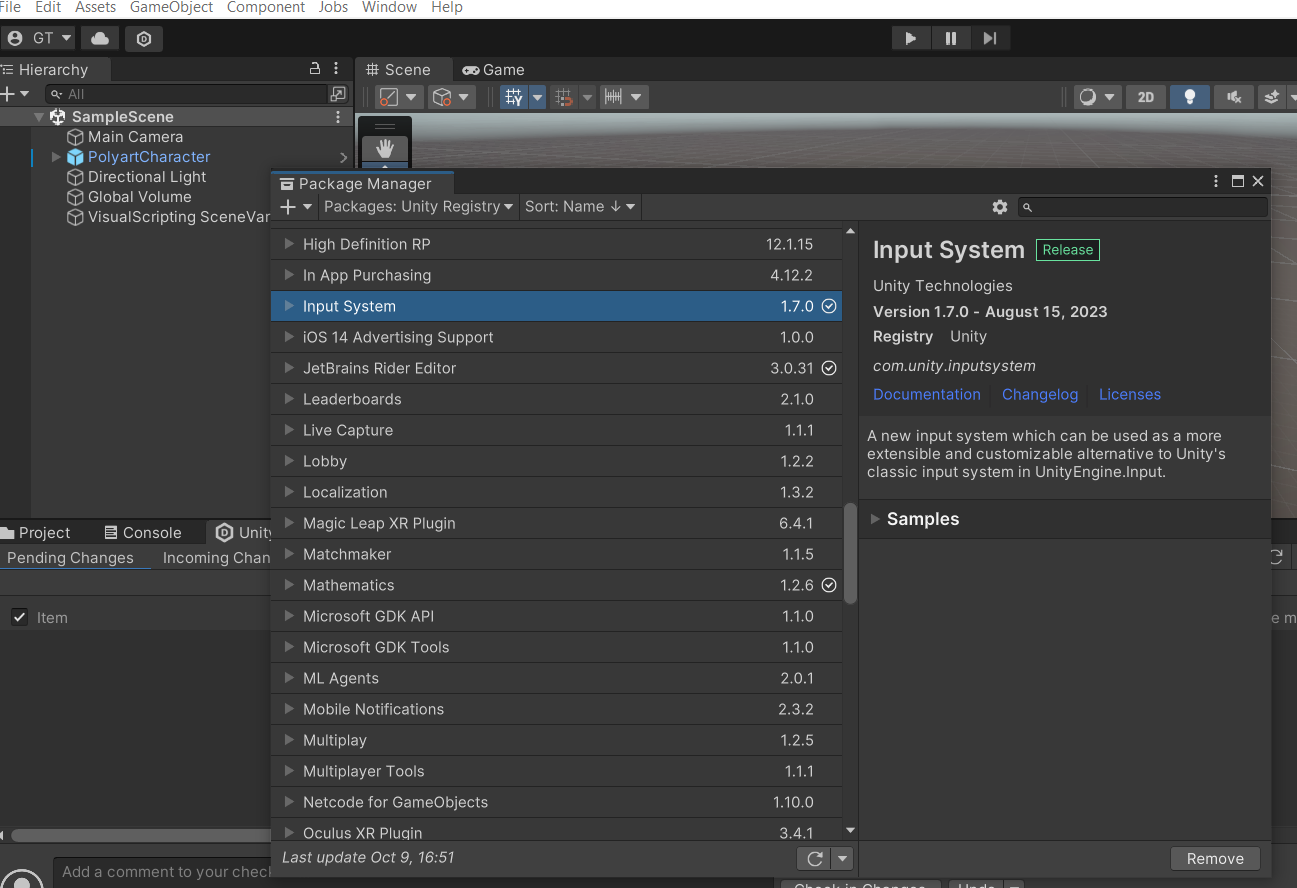 File Edit Assets GameObject Component Jobs Window Help
GT
Hierarchy
Scene
Game
All
2D
SampleScene
Main Camera
PolyartCharacter
Directional Light
Global Volume
VisualScripting SceneVar
Package Manager
Packages: Unity Registry
Sort: Name ↓
High Definition RP 12.1.15
In App Purchasing 4.12.2
Input System 1.7.0
iOS 14 Advertising Support 1.0.0
JetBrains Rider Editor 3.0.31
Leaderboards 2.1.0
Live Capture 1.1.1
Lobby 1.2.2
Localization 1.3.2
Magic Leap XR Plugin 6.4.1
Matchmaker 1.1.5
Mathematics 1.2.6
Microsoft GDK API 1.1.0
Microsoft GDK Tools 1.1.0
ML Agents 2.0.1
Mobile Notifications 2.3.2
Multiplay 1.2.5
Multiplayer Tools 1.1.1
Netcode for GameObjects 1.10.0
Oculus XR Plugin 3.4.1
Last update Oct 9, 16:51
Input System Release
Unity Technologies
Version 1.7.0 - August 15, 2023
Registry Unity
com.unity.inputsystem
Documentation Changelog Licenses
A new input system which can be used as a more
extensible and customizable alternative to Unity's
classic input system in UnityEngine.Input.
Samples
Remove
Project
Console
Unity
Pending Changes
Incoming Chan
Item
e m
Add a comment to your check
Check in Changes
Undo